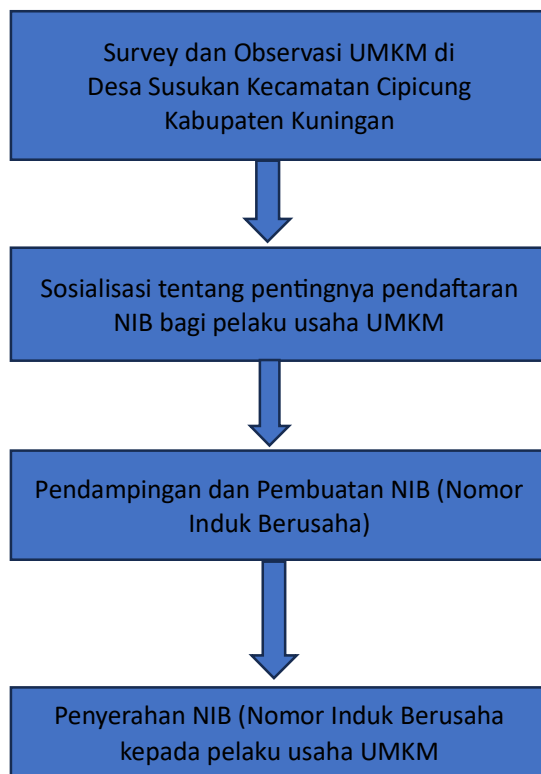 Survey dan Observasi UMKM di
Desa Susukan Kecamatan Cipicung
Kabupaten Kuningan
Sosialisasi tentang pentingnya pendaftaran
NIB bagi pelaku usaha UMKM
Pendampingan dan Pembuatan NIB (Nomor
Induk Berusaha)
Penyerahan NIB (Nomor Induk Berusaha
kepada pelaku usaha UMKM